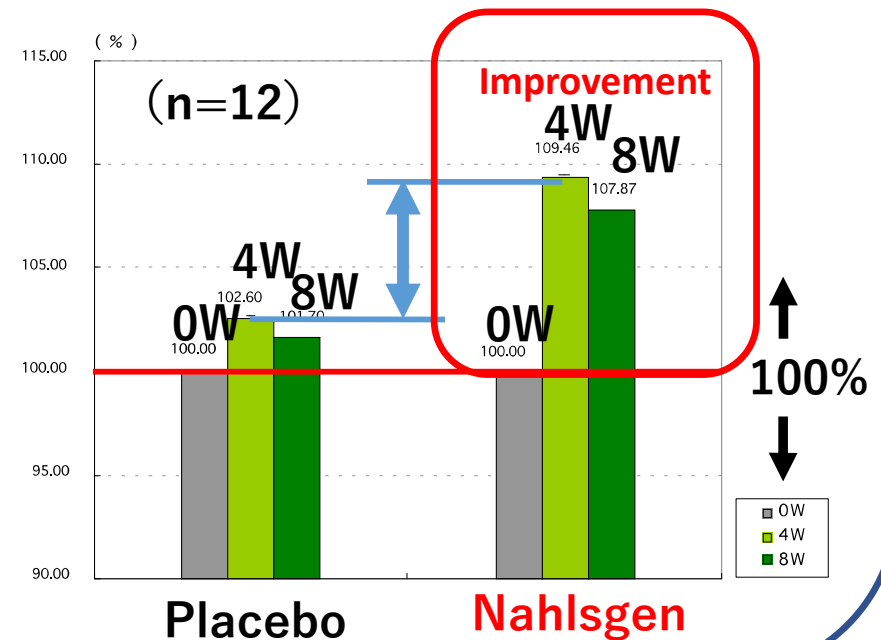 ( % )
115.00
110.00
105.00
100.00
95.00
90.00
（n=12）
Improvement
4W
109.46
8W
107.87
4W
102.60
8W
101.70
0W
100.00
0W
100.00
100%
0W
4W
8W
Placebo
Nahlsgen